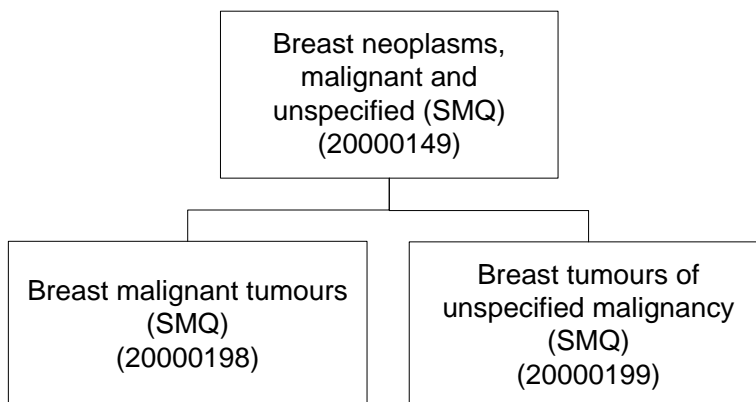 Breast neoplasms,
malignant and
unspecified (SMQ)
(20000149)
Breast malignant tumours
(SMQ)
(20000198)
Breast tumours of
unspecified malignancy
(SMQ)
(20000199)